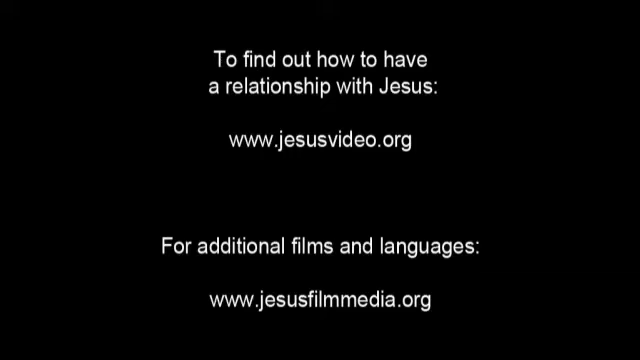 To find out how to have
a relationship with Jesus:
www.jesusvideo.org
For additional films and languages:
www.jesusfilmmedia.org